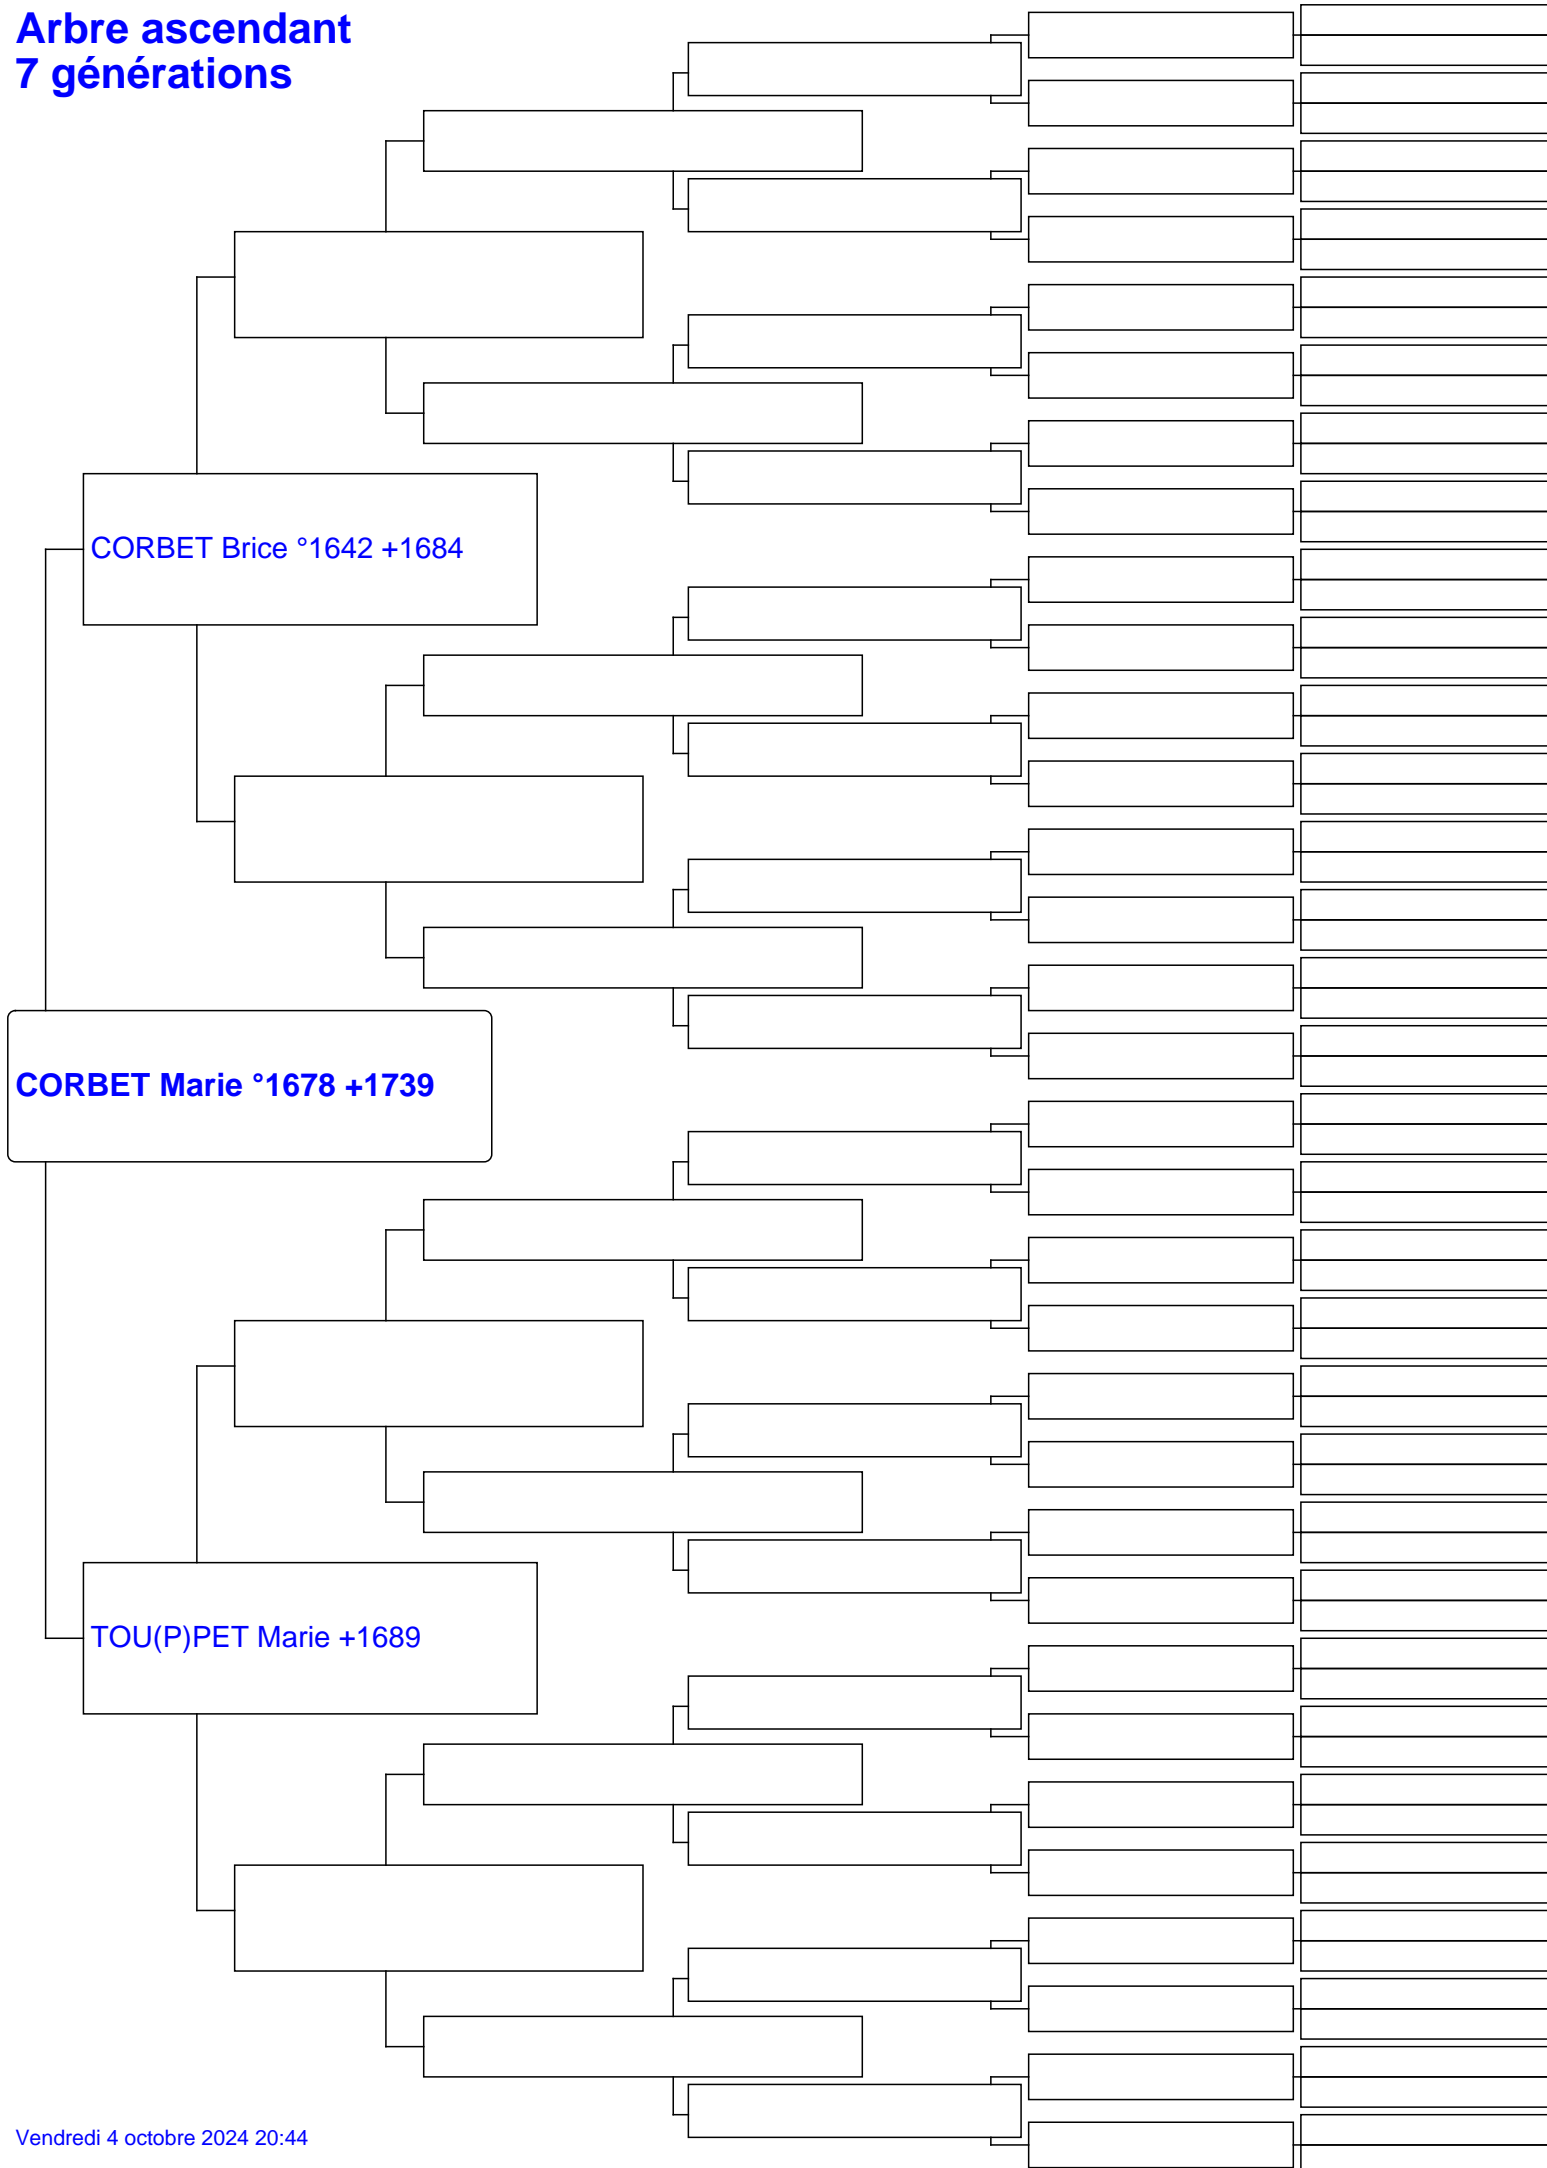 Arbre ascendant
7 générations
CORBET Brice °1642 +1684
CORBET Marie °1678 +1739
TOU(P)PET Marie +1689
Vendredi 4 octobre 2024 20:44